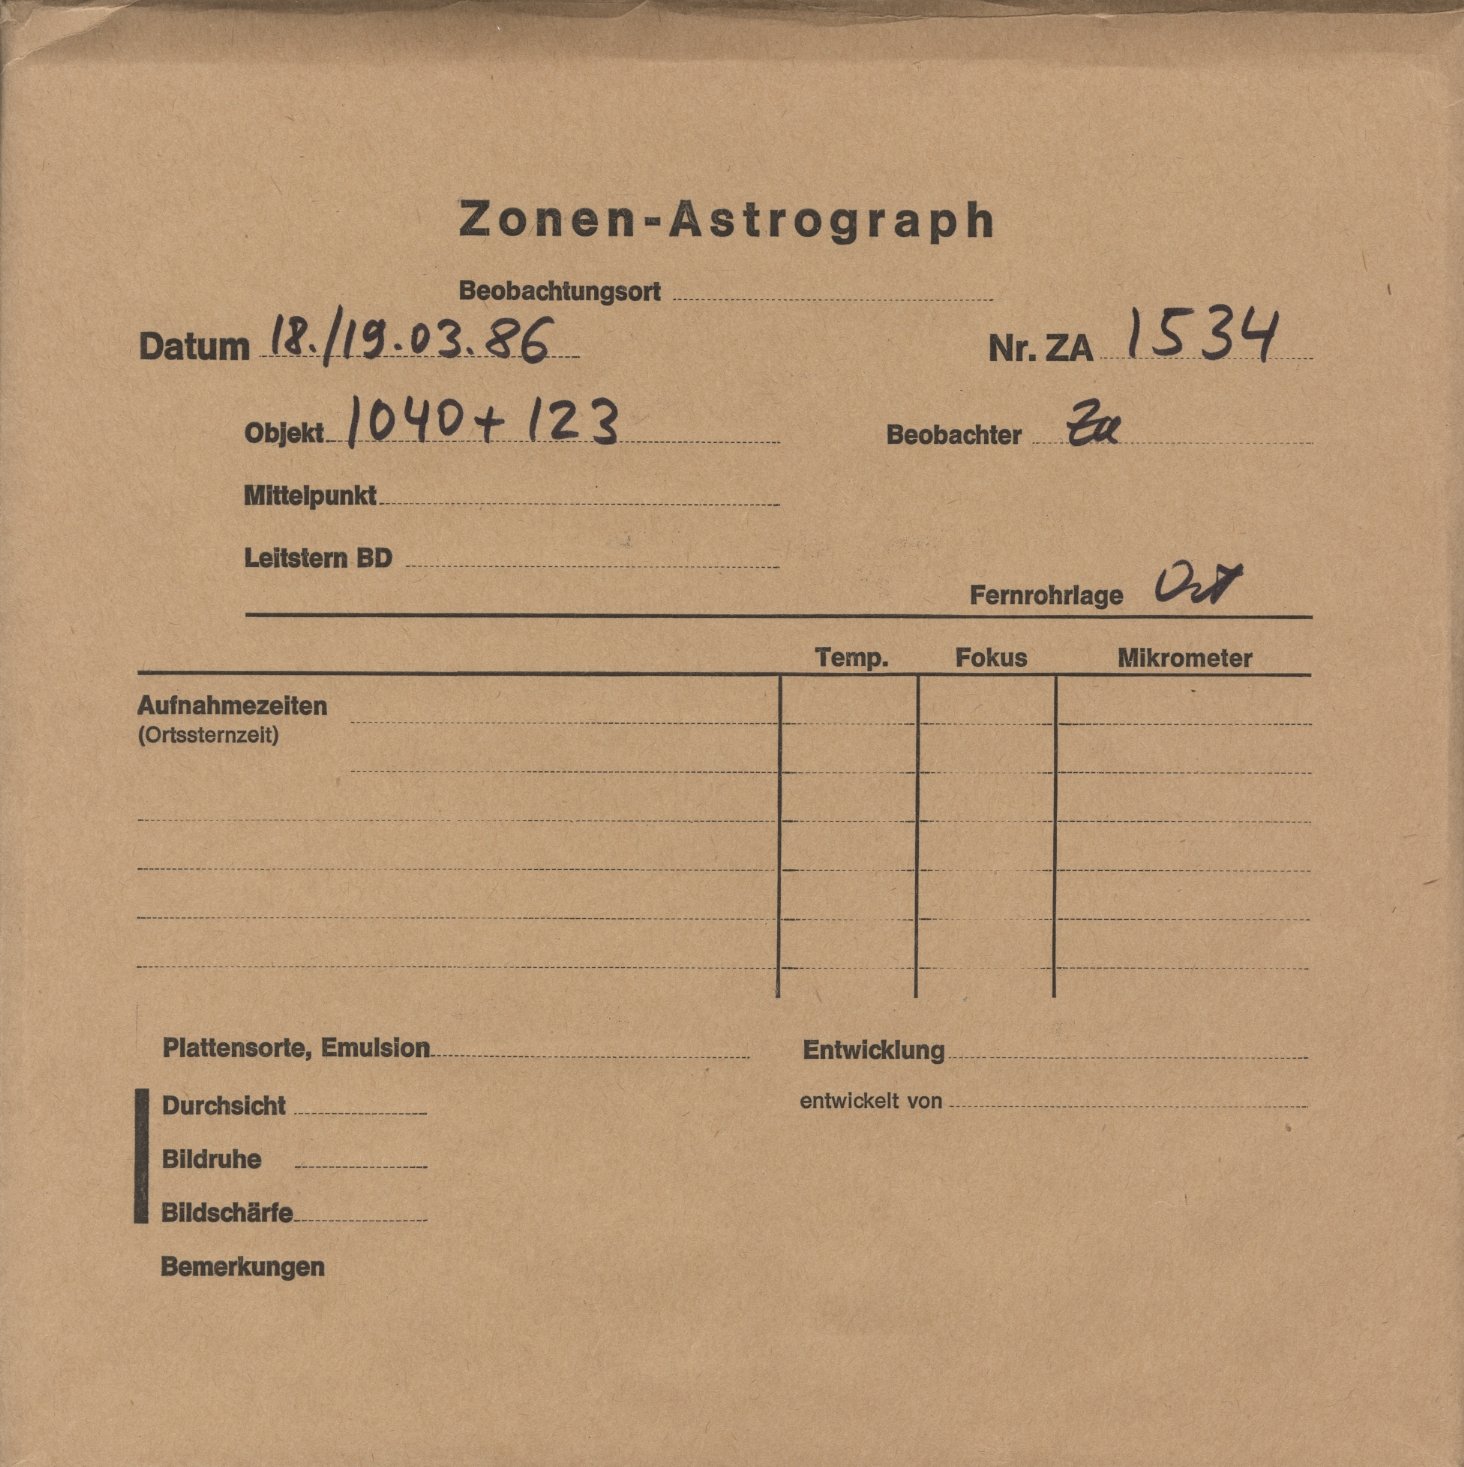 Zonen-Astrograph
Beobachtungsort
Datum 18./19.03.86 Nr. ZA 1534
Objekt 1040+123 Beobachter Zu
Mittelpunkt
Leitstern BD
Fernrohrlage Ost
Temp. Fokus Mikrometer
Aufnahmezeiten
(Ortssternzeit)
Plattensorte, Emulsion Entwicklung
Durchsicht entwickelt von
Bildruhe
Bildschärfe
Bemerkungen